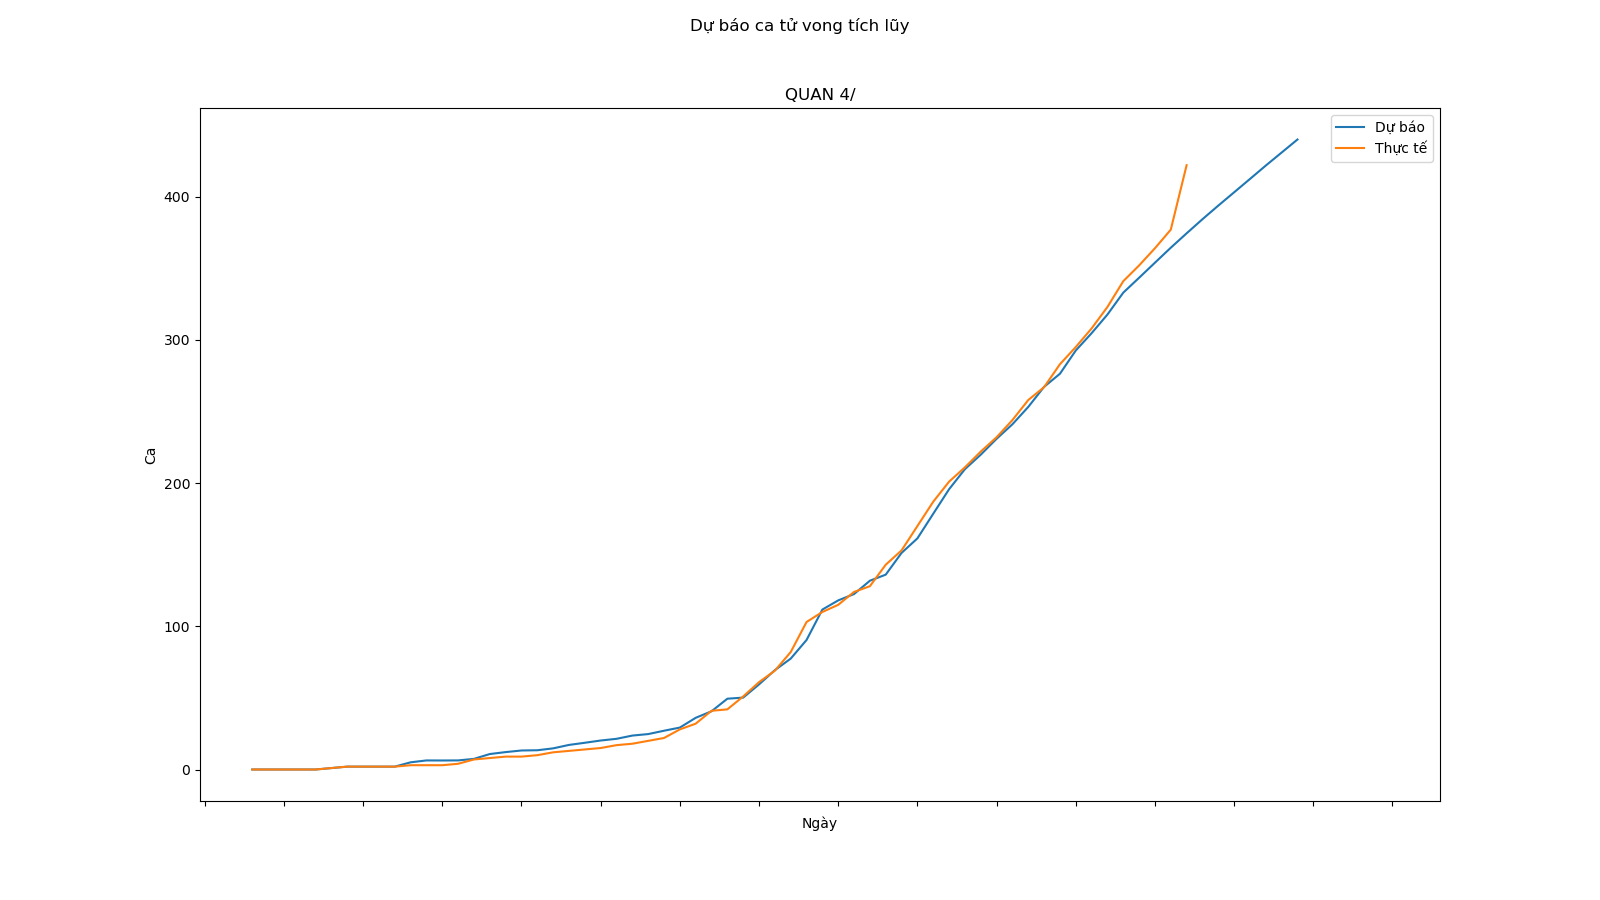 Dự báo ca tử vong tích lũy
QUAN 4/
Dự báo
Thực tế
400
300
200
100
0
Ca
Ngày